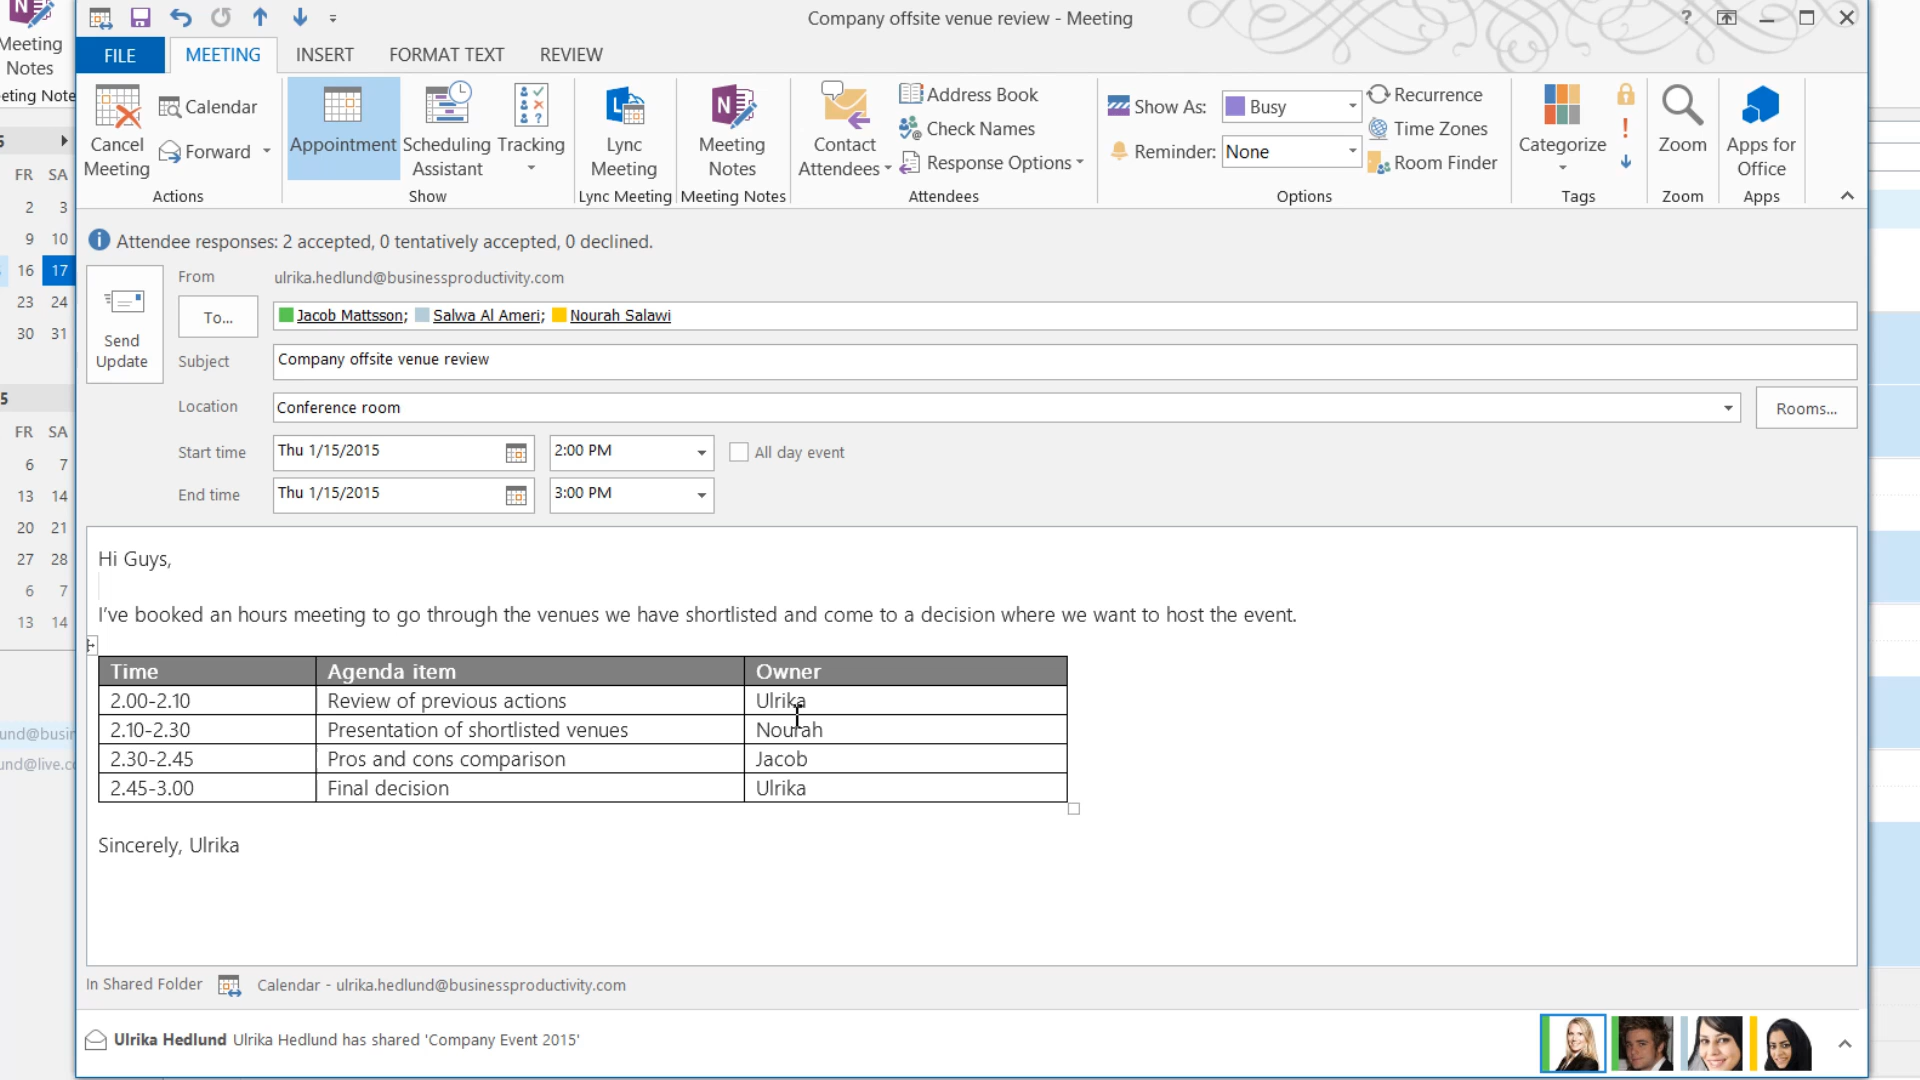 Company offsite venue review - Meeting
?
Meeting
Notes
eting Note
FILE MEETING INSERT FORMAT TEXT REVIEW
Cancel Meeting
Calendar
Forward
Actions
Appointment
Scheduling Assistant
Tracking
Show
Lync Meeting
Lync Meeting
Meeting Notes
Meeting Notes
Contact Attendees
Address Book
Check Names
Response Options
Attendees
Show As: Busy
Reminder: None
Recurrence
Time Zones
Room Finder
Options
Categorize
Tags
Zoom
Zoom
Apps for Office
Apps
5
FR SA
2 3
9 10
16 17
23 24
30 31
5
FR SA
6 7
13 14
20 21
27 28
6 7
13 14
und@busin
und@live.co
Attendee responses: 2 accepted, 0 tentatively accepted, 0 declined.
Send Update
From ulrika.hedlund@businessproductivity.com
To... Jacob Mattsson; Salwa Al Ameri; Nourah Salawi
Subject Company offsite venue review
Location Conference room Rooms...
Start time Thu 1/15/2015 2:00 PM All day event
End time Thu 1/15/2015 3:00 PM
Hi Guys,
I've booked an hours meeting to go through the venues we have shortlisted and come to a decision where we want to host the event.
Time Agenda item Owner
2.00-2.10 Review of previous actions Ulrika
2.10-2.30 Presentation of shortlisted venues Nourah
2.30-2.45 Pros and cons comparison Jacob
2.45-3.00 Final decision Ulrika
Sincerely, Ulrika
In Shared Folder Calendar - ulrika.hedlund@businessproductivity.com
Ulrika Hedlund Ulrika Hedlund has shared 'Company Event 2015'